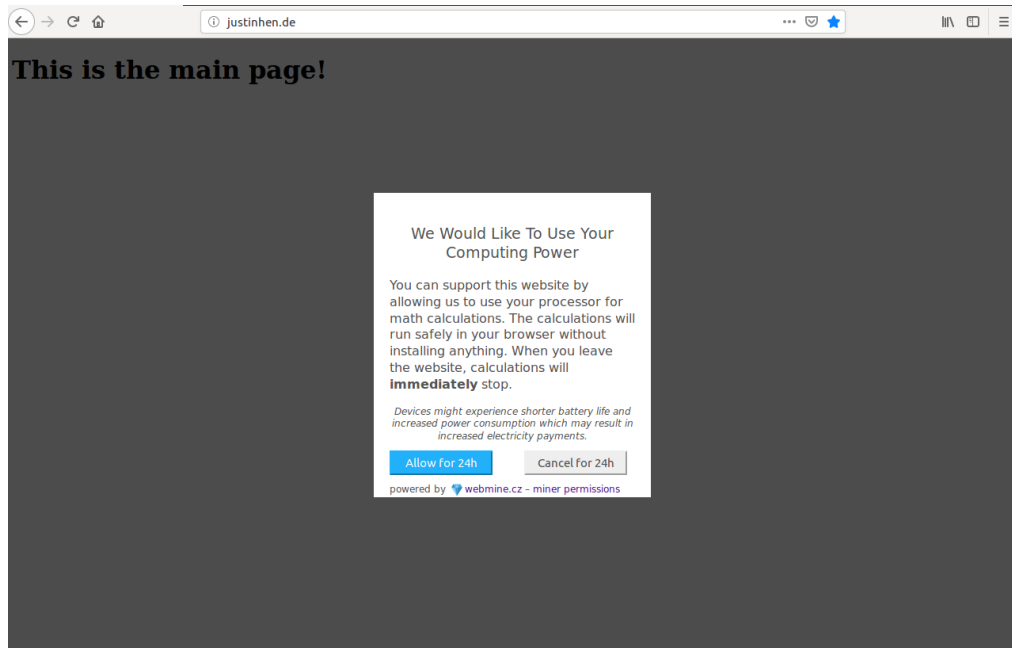 justinhen.de
This is the main page!
We Would Like To Use Your
Computing Power
You can support this website by
allowing us to use your processor for
math calculations. The calculations will
run safely in your browser without
installing anything. When you leave
the website, calculations will
immediately stop.
Devices might experience shorter battery life and
increased power consumption which may result in
increased electricity payments.
Allow for 24h Cancel for 24h
powered by webmine.cz – miner permissions